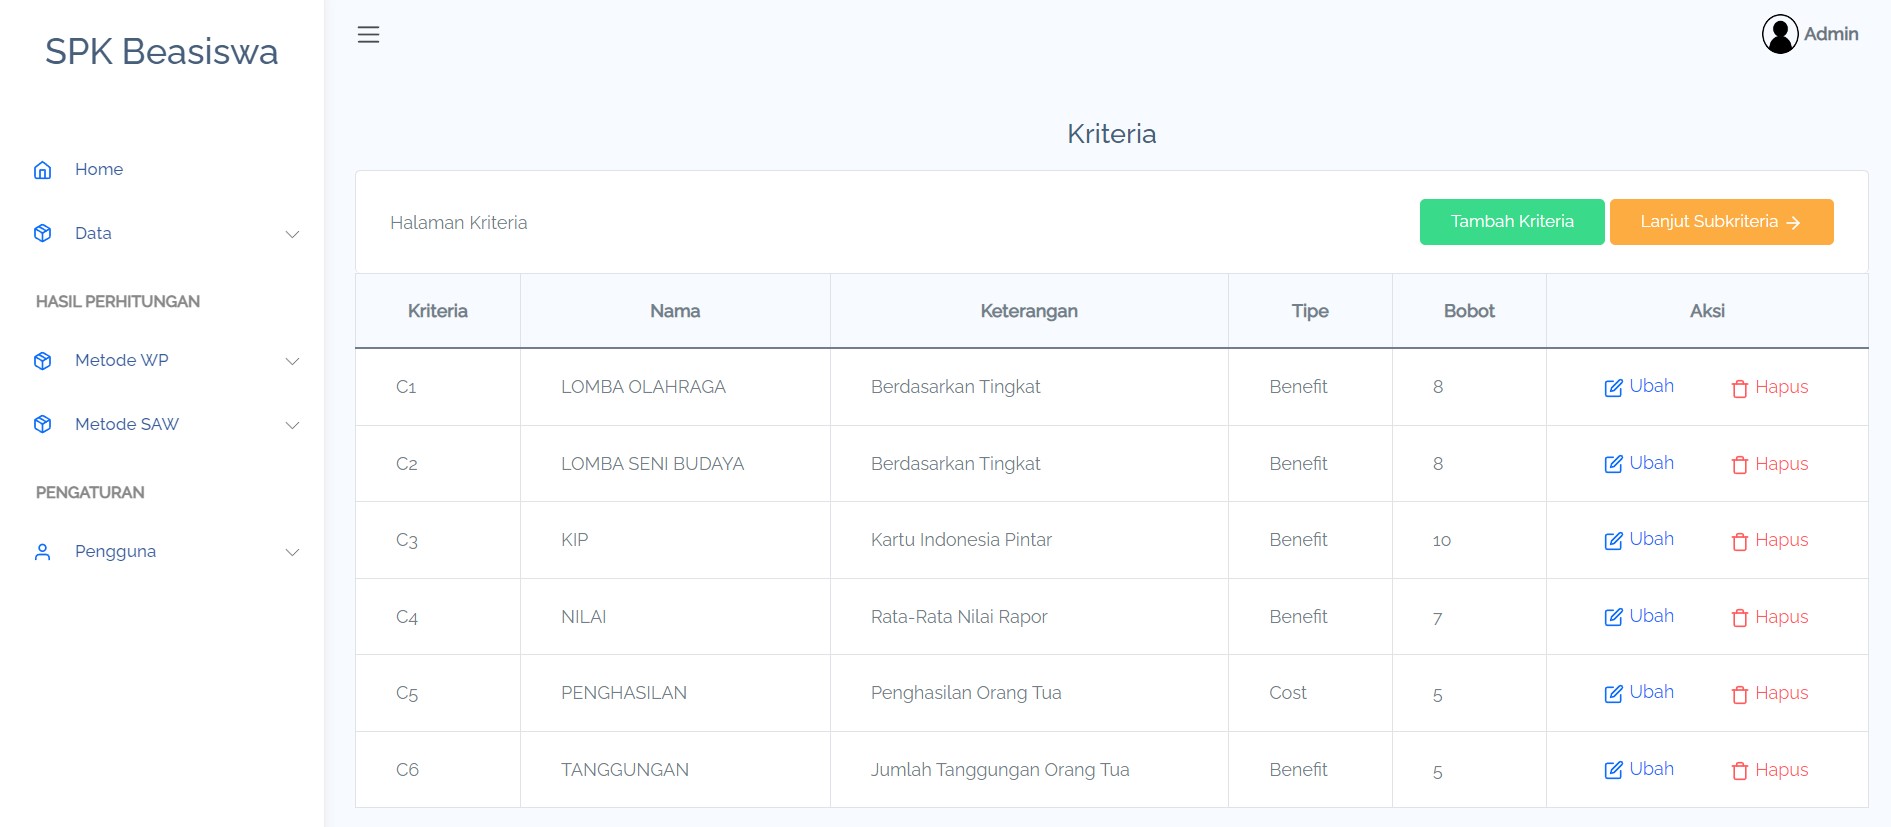 SPK Beasiswa
Admin
Home
Data
HASIL PERHITUNGAN
Metode WP
Metode SAW
PENGATURAN
Pengguna
Kriteria
Halaman Kriteria
Tambah Kriteria
Lanjut Subkriteria →
Kriteria Nama Keterangan Tipe Bobot Aksi
C1 LOMBA OLAHRAGA Berdasarkan Tingkat Benefit 8 Ubah Hapus
C2 LOMBA SENI BUDAYA Berdasarkan Tingkat Benefit 8 Ubah Hapus
C3 KIP Kartu Indonesia Pintar Benefit 10 Ubah Hapus
C4 NILAI Rata-Rata Nilai Rapor Benefit 7 Ubah Hapus
C5 PENGHASILAN Penghasilan Orang Tua Cost 5 Ubah Hapus
C6 TANGGUNGAN Jumlah Tanggungan Orang Tua Benefit 5 Ubah Hapus